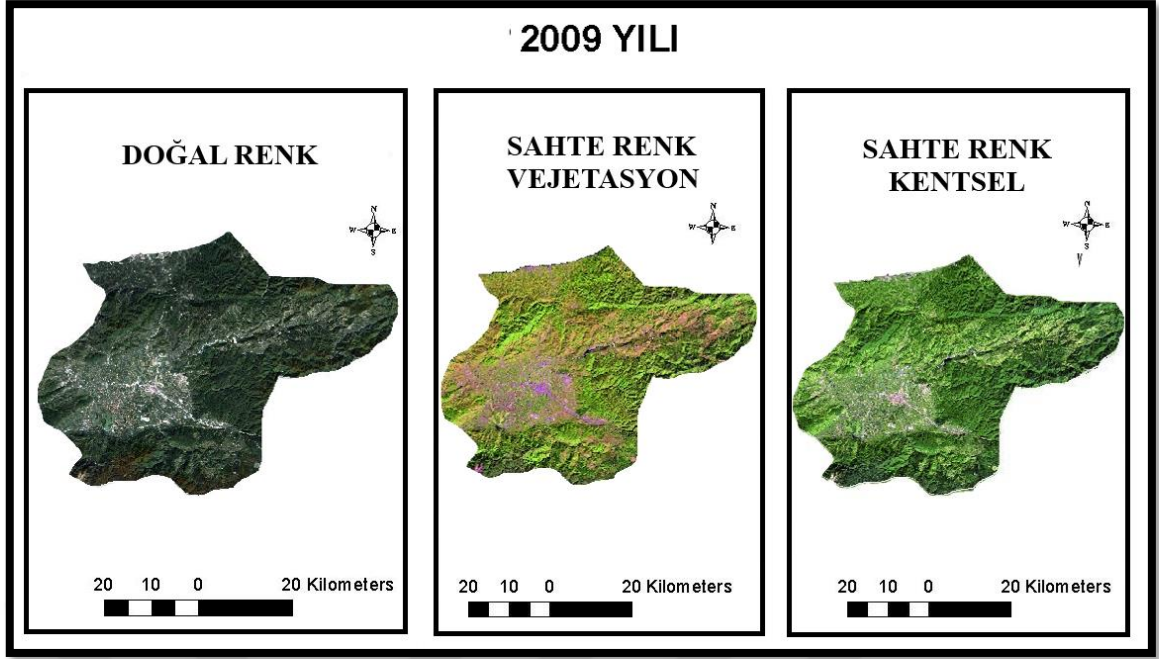 2009 YILI
DOĞAL RENK
N
W E
S
20 10 0 20 Kilometers
SAHTE RENK
VEJETASYON
N
W E
S
20 10 0 20 Kilometers
SAHTE RENK
KENTSEL
N
W E
S
20 10 0 20 Kilometers